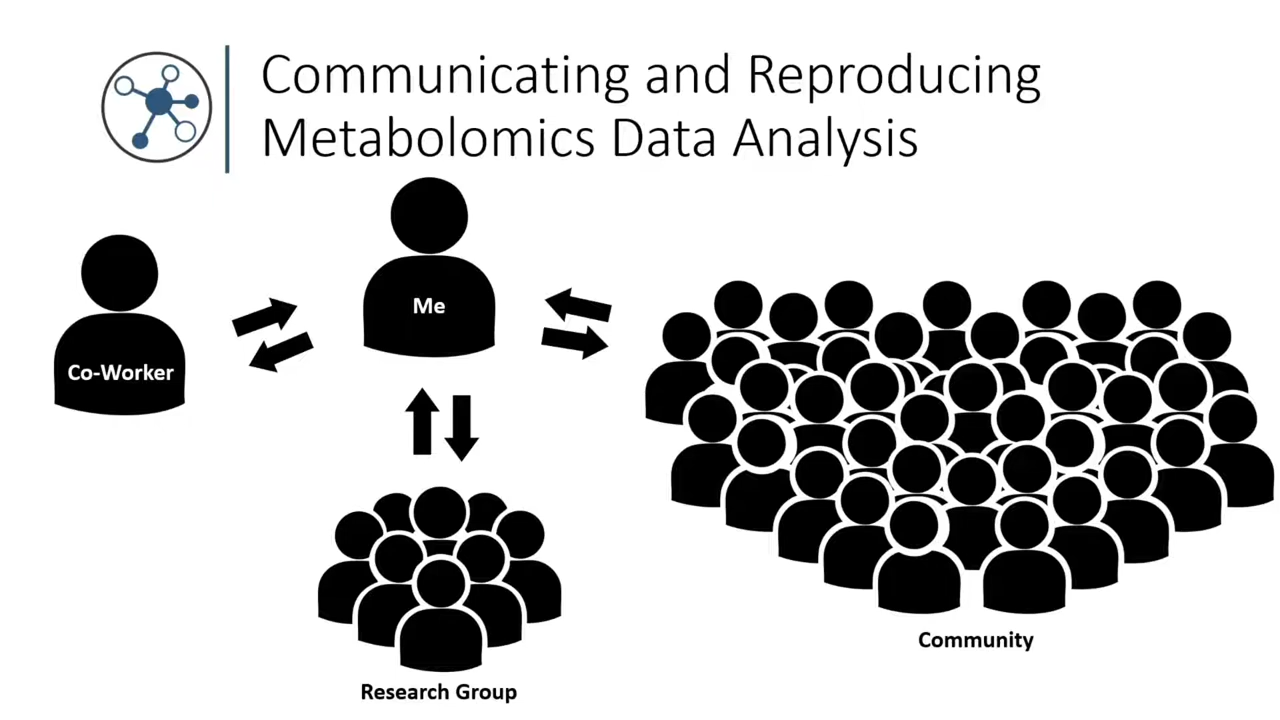 Communicating and Reproducing
Metabolomics Data Analysis
Me
Co-Worker
Community
Research Group